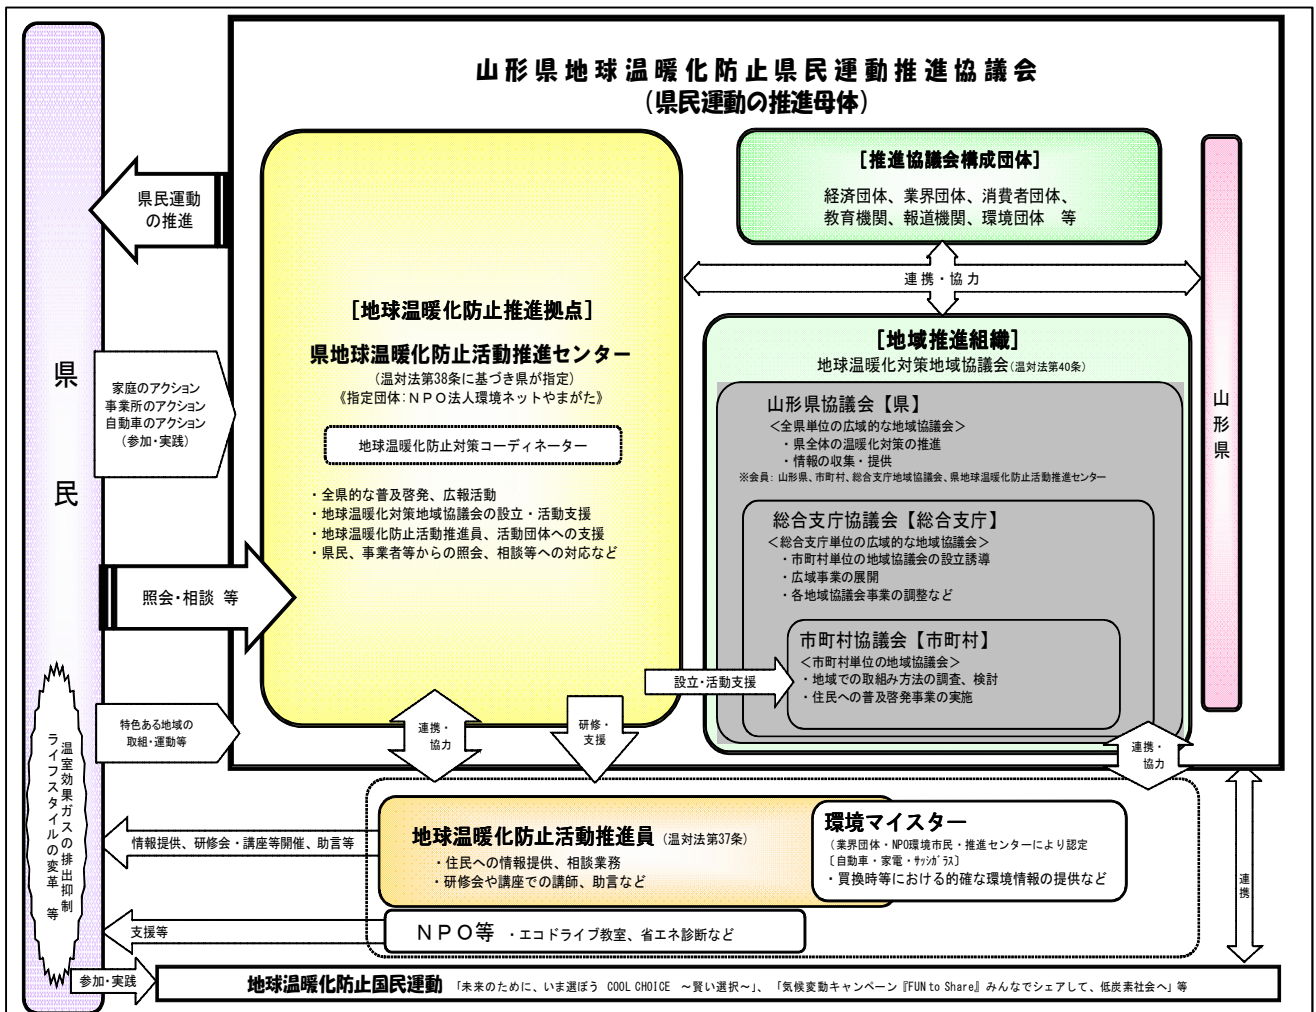 山形県地球温暖化防止県民運動推進協議会
（県民運動の推進母体）
県民
県民運動
の推進
家庭のアクション
事業所のアクション
自動車のアクション
（参加・実践）
照会・相談 等
特色ある地域の
取組・運動等
温室効果ガスの排出抑制
ライフスタイルの変革 等
［地球温暖化防止推進拠点］
県地球温暖化防止活動推進センター
（温対法第38条に基づき県が指定）
《指定団体：ＮＰＯ法人環境ネットやまがた》
地球温暖化防止対策コーディネーター
・全県的な普及啓発、広報活動
・地球温暖化対策地域協議会の設立・活動支援
・地球温暖化防止活動推進員、活動団体への支援
・県民、事業者等からの照会、相談等への対応など
［推進協議会構成団体］
経済団体、業界団体、消費者団体、
教育機関、報道機関、環境団体 等
連携・協力
山形県
［地域推進組織］
地球温暖化対策地域協議会（温対法第40条）
山形県協議会【県】
＜全県単位の広域的な地域協議会＞
・県全体の温暖化対策の推進
・情報の収集・提供
※会員：山形県、市町村、総合支庁地域協議会、県地球温暖化防止活動推進センター
総合支庁協議会【総合支庁】
＜総合支庁単位の広域的な地域協議会＞
・市町村単位の地域協議会の設立誘導
・広域事業の展開
・各地域協議会事業の調整など
市町村協議会【市町村】
＜市町村単位の地域協議会＞
・地域での取組み方法の調査、検討
・住民への普及啓発事業の実施
設立・活動支援
連携・
協力
研修・
支援
連携・
協力
連携
情報提供、研修会・講座等開催、助言等
地球温暖化防止活動推進員（温対法第37条）
・住民への情報提供、相談業務
・研修会や講座での講師、助言など
環境マイスター
（業界団体・NPO環境市民・推進センターにより認定
［自動車・家電・サッシガラス］
・買換時等における的確な環境情報の提供など
支援等
ＮＰＯ等 ・エコドライブ教室、省エネ診断など
参加・実践
地球温暖化防止国民運動 「未来のために、いま選ぼう COOL CHOICE ～賢い選択～」、「気候変動キャンペーン『FUN to Share』みんなでシェアして、低炭素社会へ」等